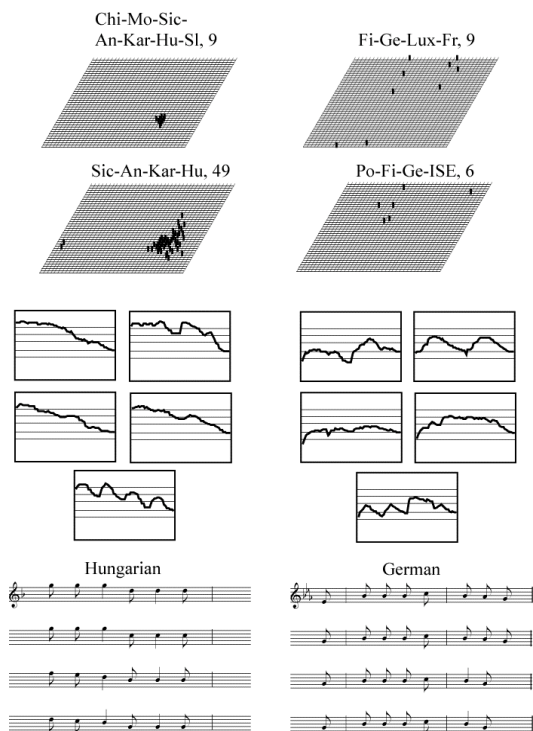 Chi-Mo-Sic-
An-Kar-Hu-Sl, 9
Fi-Ge-Lux-Fr, 9
Sic-An-Kar-Hu, 49
Po-Fi-Ge-ISE, 6
Hungarian
German